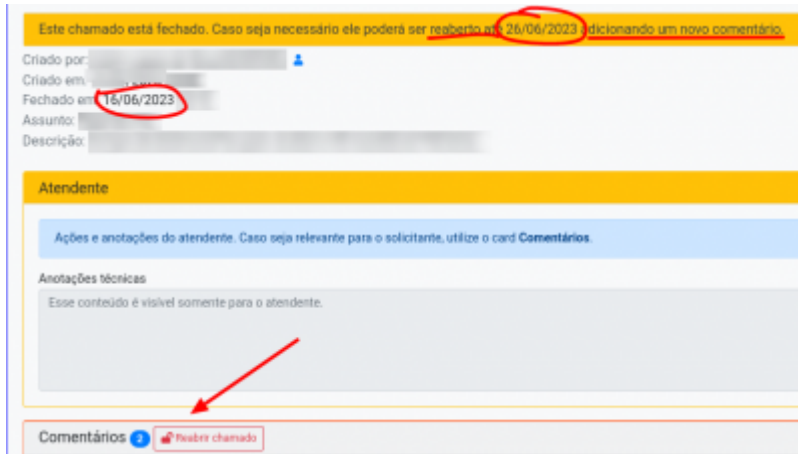 Este chamado está fechado. Caso seja necessário ele poderá ser reaberto até 26/06/2023 adicionando um novo comentário.
Criado por:
Criado em:
Fechado em: 16/06/2023
Assunto:
Descrição:
Atendente
Ações e anotações do atendente. Caso seja relevante para o solicitante, utilize o card Comentários.
Anotações técnicas
Esse conteúdo é visível somente para o atendente.
Comentários 2 Reabrir chamado